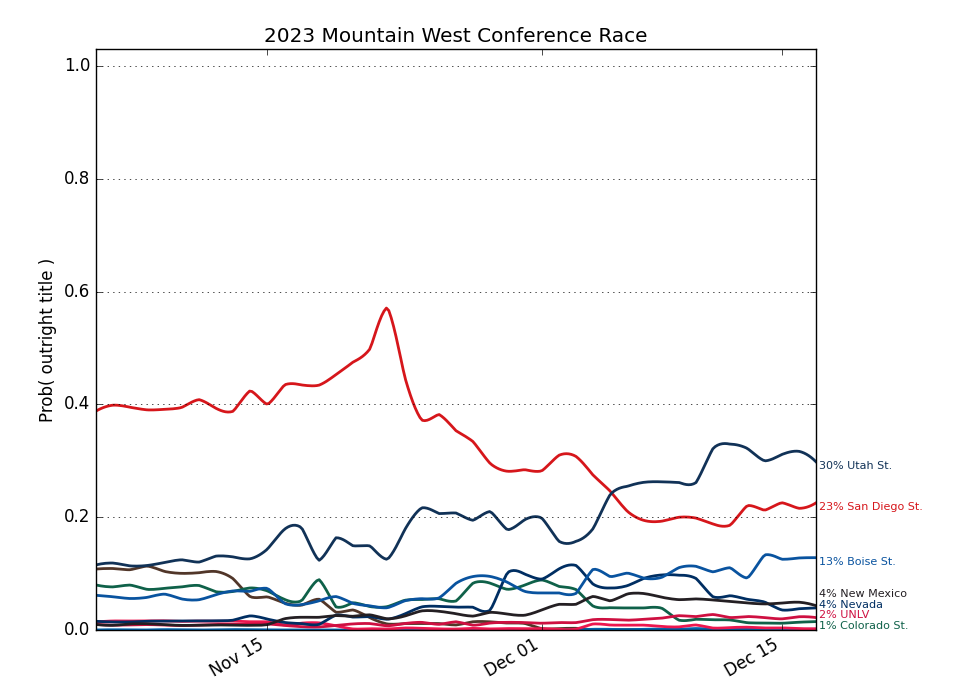 2023 Mountain West Conference Race
Prob( outright title )
1.0
0.8
0.6
0.4
0.2
0.0
30% Utah St.
23% San Diego St.
13% Boise St.
4% New Mexico
4% Nevada
2% UNLV
1% Colorado St.
Nov 15
Dec 01
Dec 15